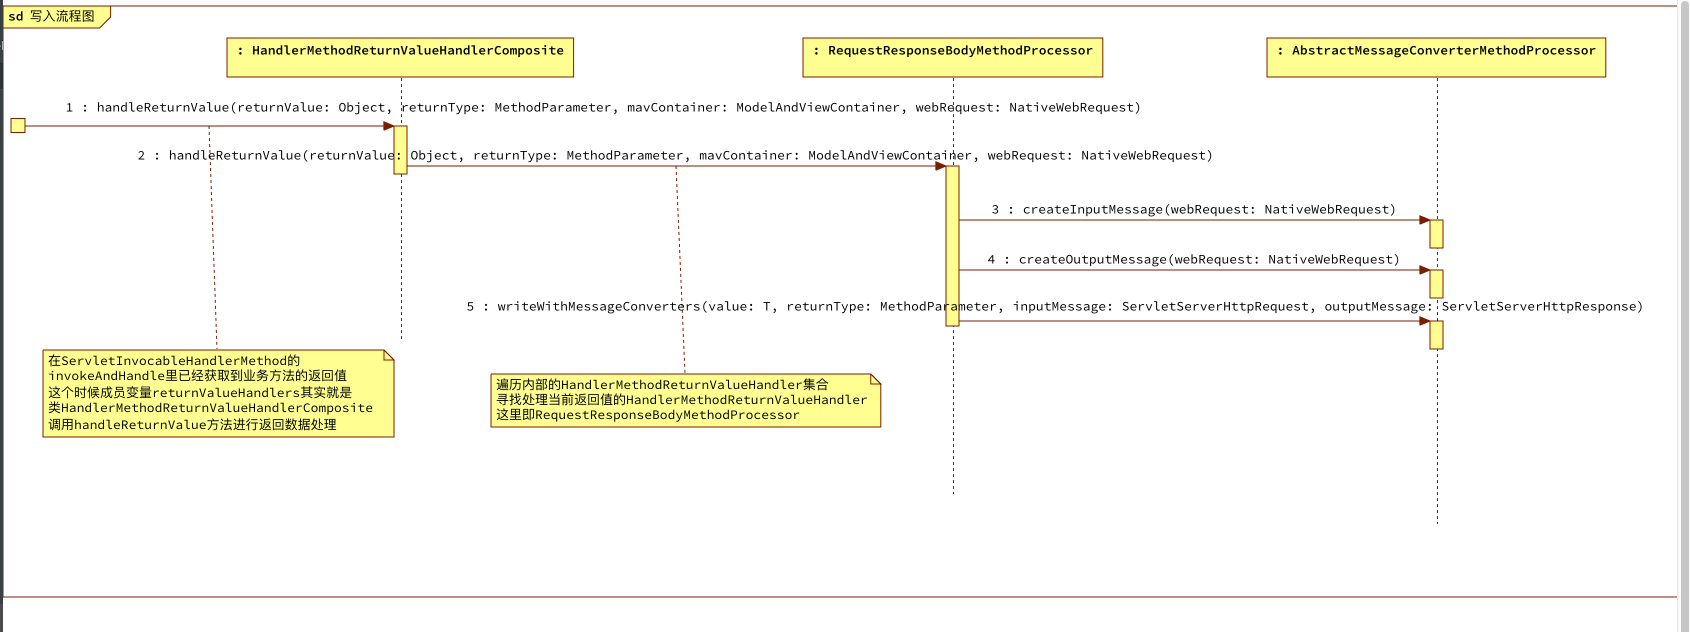 sd 写入流程图
: HandlerMethodReturnValueHandlerComposite
: RequestResponseBodyMethodProcessor
: AbstractMessageConverterMethodProcessor
1 : handleReturnValue(returnValue: Object, returnType: MethodParameter, mavContainer: ModelAndViewContainer, webRequest: NativeWebRequest)
2 : handleReturnValue(returnValue: Object, returnType: MethodParameter, mavContainer: ModelAndViewContainer, webRequest: NativeWebRequest)
3 : createInputMessage(webRequest: NativeWebRequest)
4 : createOutputMessage(webRequest: NativeWebRequest)
5 : writeWithMessageConverters(value: T, returnType: MethodParameter, inputMessage: ServletServerHttpRequest, outputMessage: ServletServerHttpResponse)
在ServletInvocableHandlerMethod的
invokeAndHandle里已经获取到业务方法的返回值
这个时候成员变量returnValueHandlers其实就是
类HandlerMethodReturnValueHandlerComposite
调用handleReturnValue方法进行返回数据处理
遍历内部的HandlerMethodReturnValueHandler集合
寻找处理当前返回值的HandlerMethodReturnValueHandler
这里即RequestResponseBodyMethodProcessor